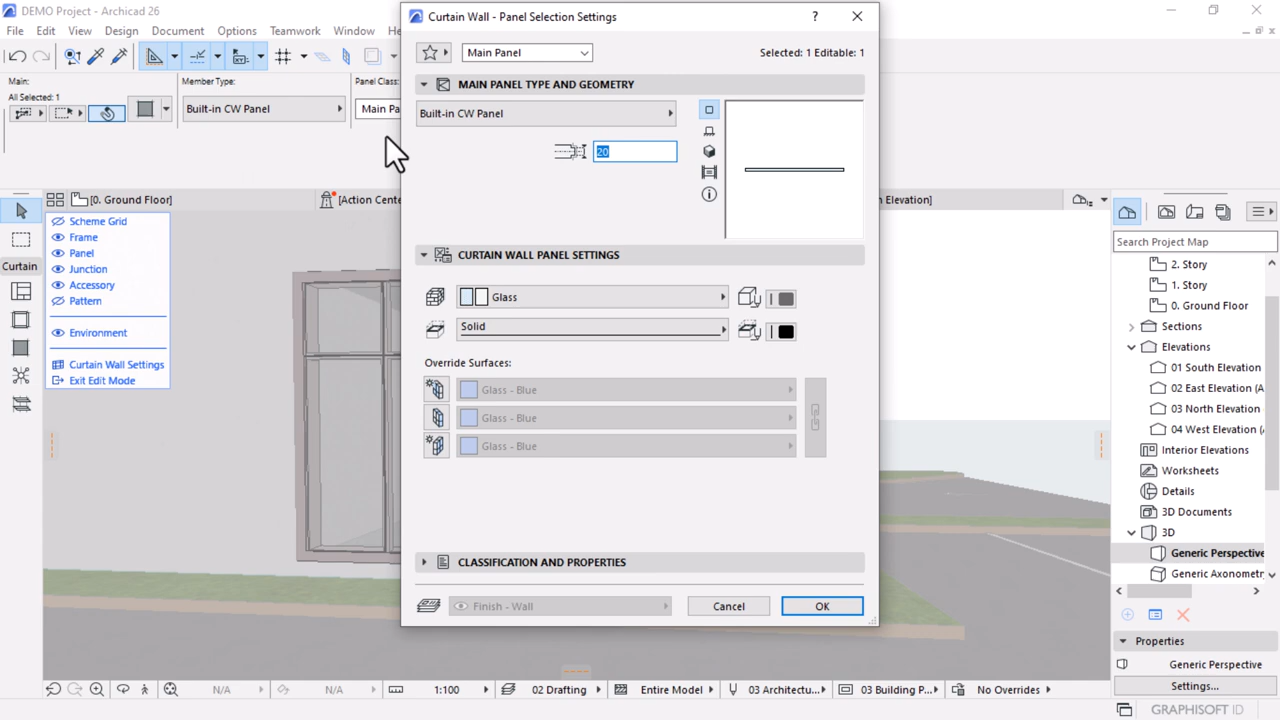 DEMO Project - Archicad 26
File Edit View Design Document Options Teamwork Window He
Main:
All Selected: 1
Member Type:
Built-in CW Panel
Panel Class:
Main Pa
[0. Ground Floor]
[Action Cente
h Elevation]
Scheme Grid
Frame
Panel
Junction
Accessory
Pattern
Environment
Curtain Wall Settings
Exit Edit Mode
Curtain
Curtain Wall - Panel Selection Settings
?
Main Panel
Selected: 1 Editable: 1
MAIN PANEL TYPE AND GEOMETRY
Built-in CW Panel
20
CURTAIN WALL PANEL SETTINGS
Glass
Solid
Override Surfaces:
Glass - Blue
Glass - Blue
Glass - Blue
CLASSIFICATION AND PROPERTIES
Finish - Wall
Cancel
OK
Search Project Map
2. Story
1. Story
0. Ground Floor
Sections
Elevations
01 South Elevation
02 East Elevation (A
03 North Elevation
04 West Elevation (A
Interior Elevations
Worksheets
Details
3D Documents
3D
Generic Perspective
Generic Axonometr
Properties
Generic Perspective
Settings...
N/A
N/A
1:100
02 Drafting
Entire Model
03 Architectu...
03 Building P...
No Overrides
GRAPHISOFT ID